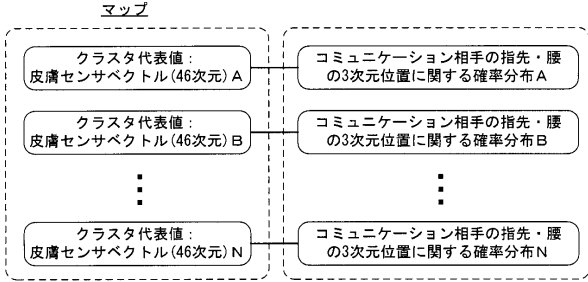 マップ
クラスタ代表値：
皮膚センサベクトル(46次元)A
コミュニケーション相手の指先・腰
の3次元位置に関する確率分布A
クラスタ代表値：
皮膚センサベクトル(46次元)B
コミュニケーション相手の指先・腰
の3次元位置に関する確率分布B
クラスタ代表値：
皮膚センサベクトル(46次元)N
コミュニケーション相手の指先・腰
の3次元位置に関する確率分布N